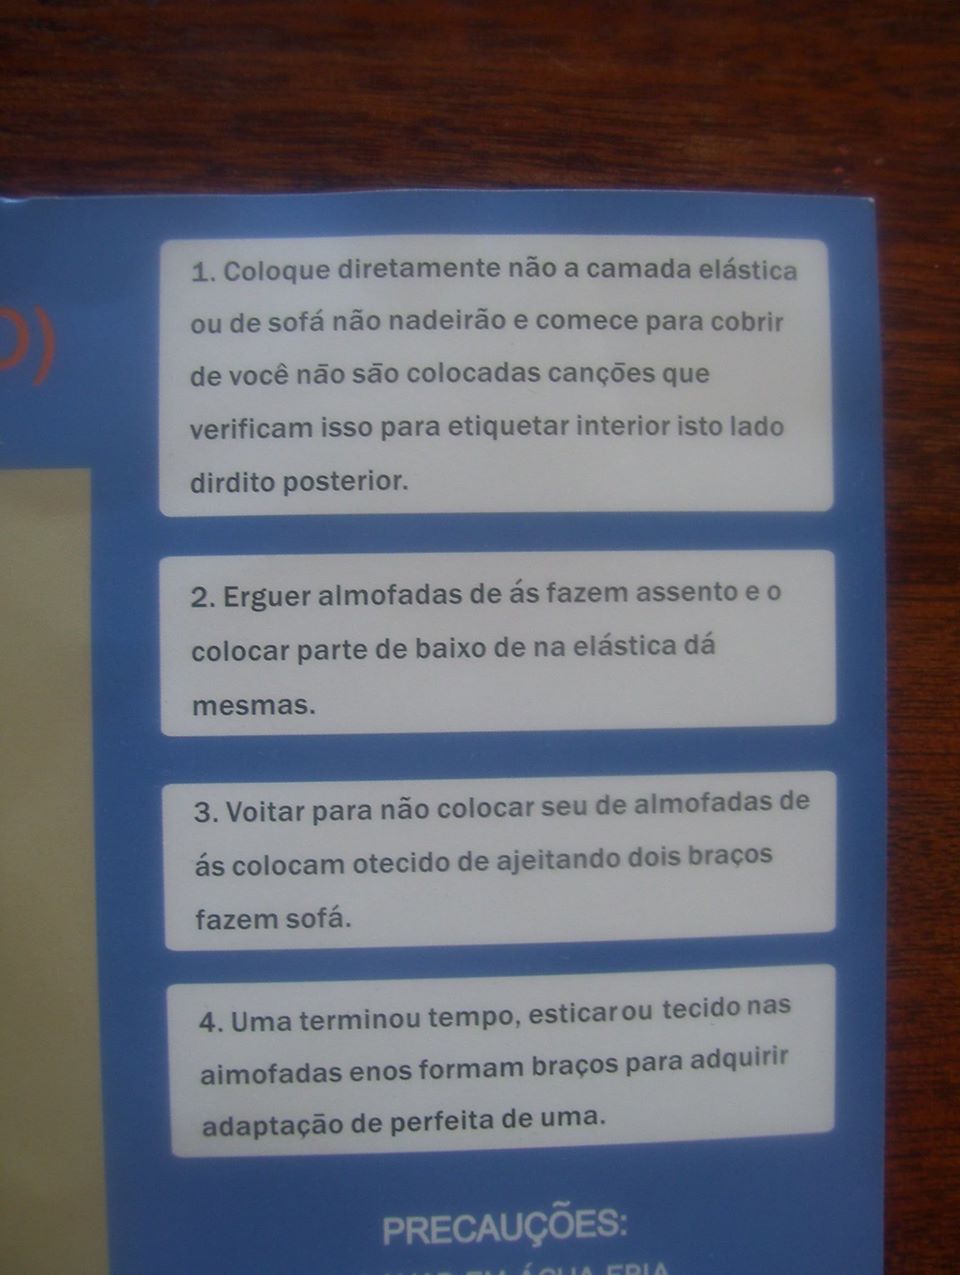 O)
1. Coloque diretamente não a camada elástica
ou de sofá não nadeirão e comece para cobrir
de você não são colocadas canções que
verificam isso para etiquetar interior isto lado
dirdito posterior.
2. Erguer almofadas de ás fazem assento e o
colocar parte de baixo de na elástica dá
mesmas.
3. Voitar para não colocar seu de almofadas de
ás colocam otecido de ajeitando dois braços
fazem sofá.
4. Uma terminou tempo, esticar ou tecido nas
aimofadas enos formam braços para adquirir
adaptação de perfeita de uma.
PRECAUÇÕES:
EM ÁGUA FRIA